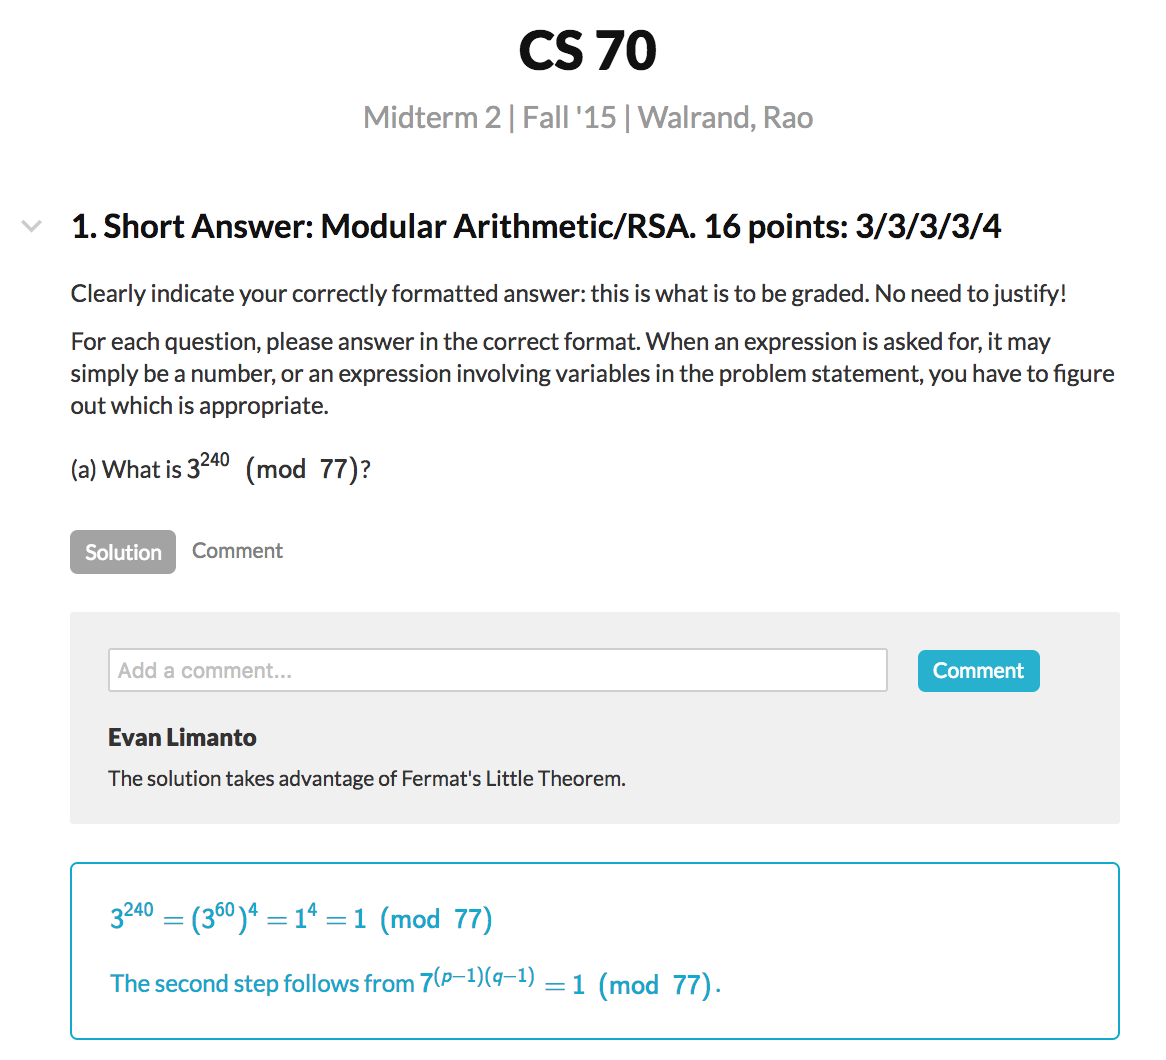 CS 70
Midterm 2 | Fall '15 | Walrand, Rao
1. Short Answer: Modular Arithmetic/RSA. 16 points: 3/3/3/3/4
Clearly indicate your correctly formatted answer: this is what is to be graded. No need to justify!
For each question, please answer in the correct format. When an expression is asked for, it may
simply be a number, or an expression involving variables in the problem statement, you have to figure
out which is appropriate.
(a) What is 3^240 (mod 77)?
Solution Comment
Add a comment... Comment
Evan Limanto
The solution takes advantage of Fermat's Little Theorem.
3^240 = (3^60)^4 = 1^4 = 1 (mod 77)
The second step follows from 7^(p−1)(q−1) = 1 (mod 77).